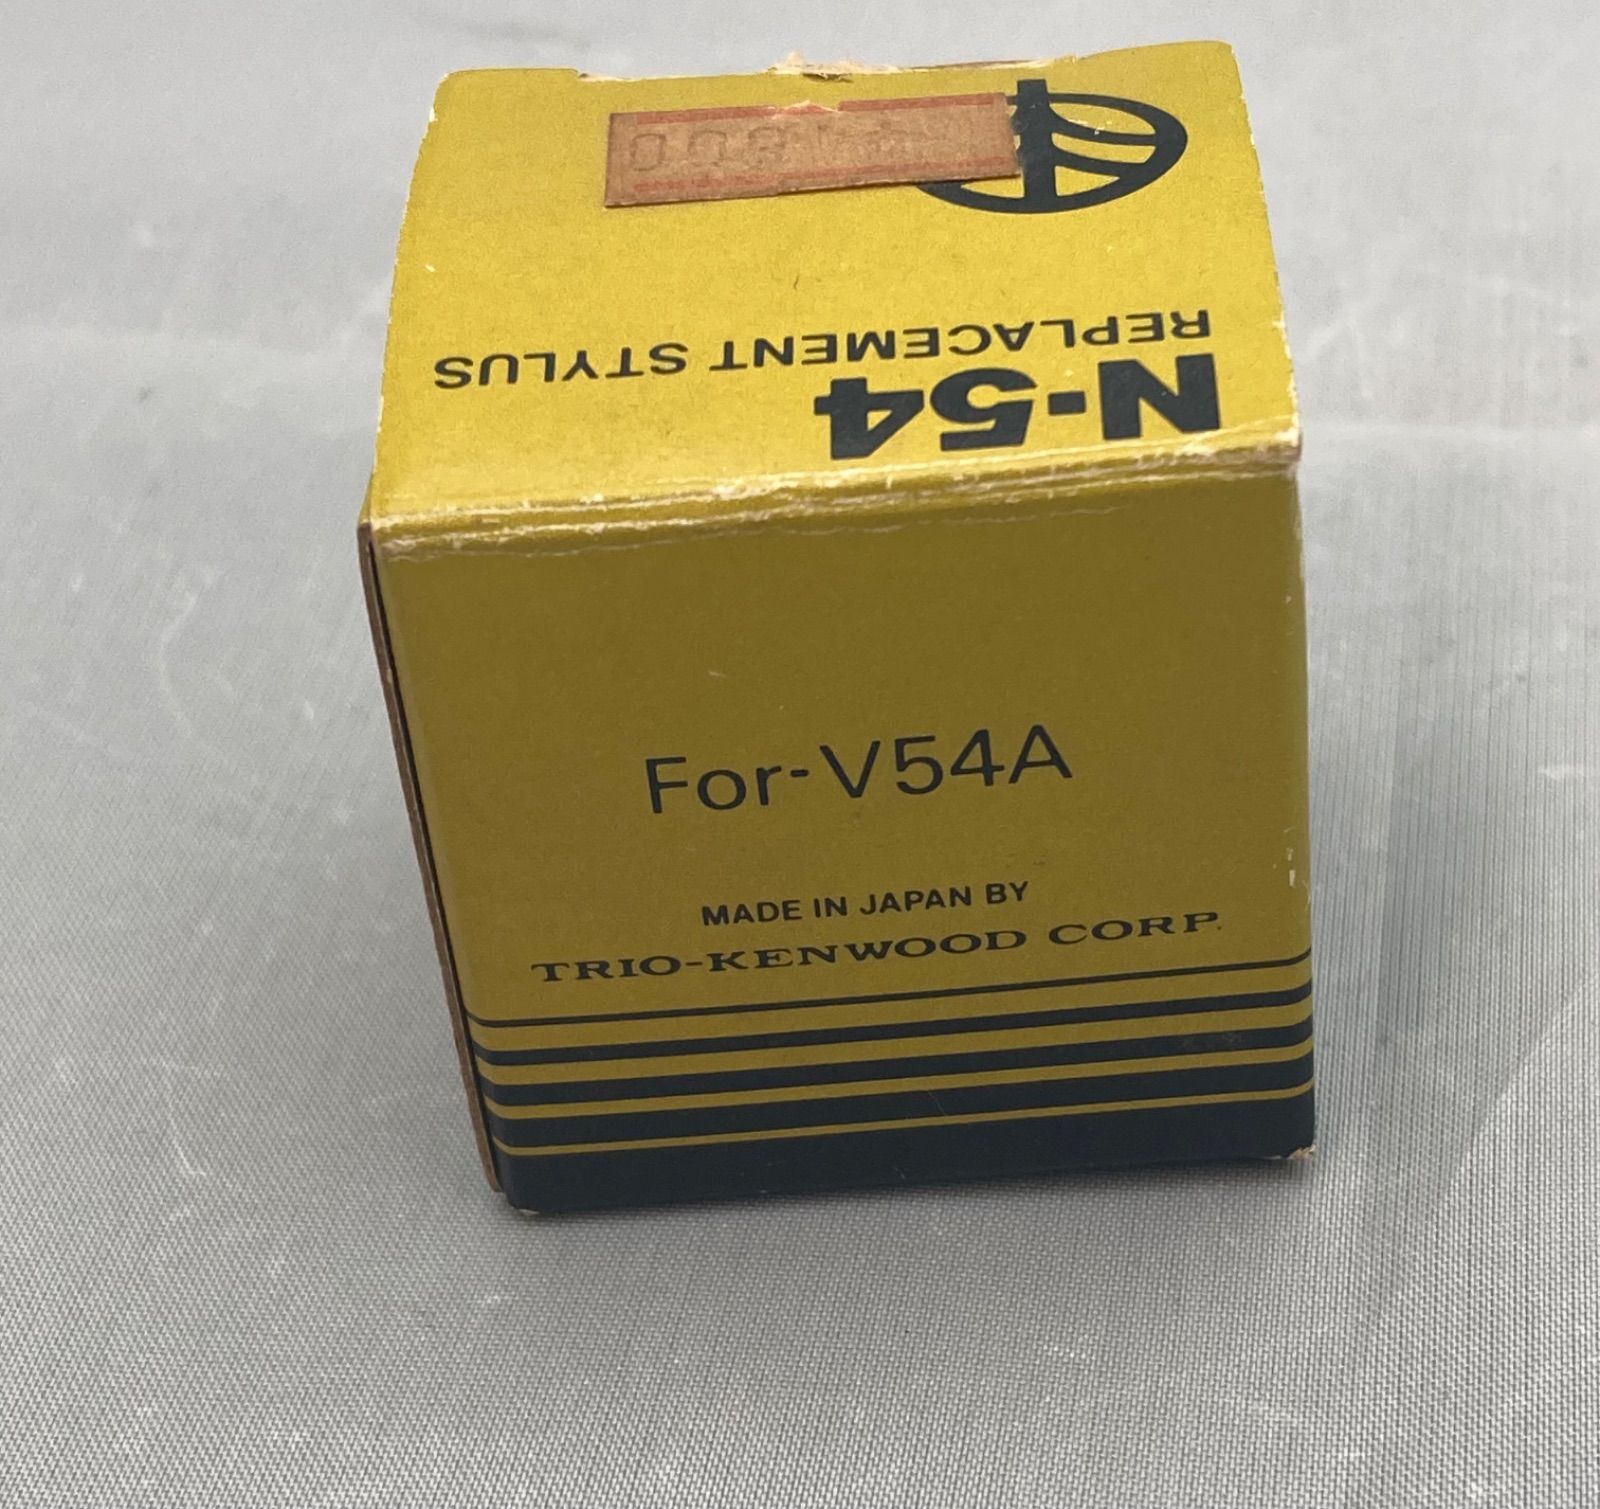 N-54
REPLACEMENT STYLUS
For-V54A
MADE IN JAPAN BY
TRIO-KENWOOD CORP.